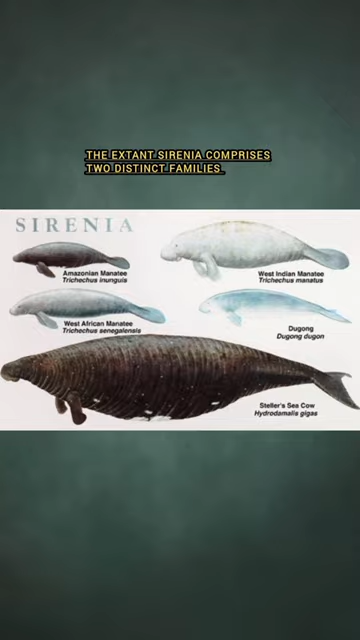 THE EXTANT SIRENIA COMPRISES
TWO DISTINCT FAMILIES
SIRENIA
Amazonian Manatee
Trichechus inunguis
West Indian Manatee
Trichechus manatus
West African Manatee
Trichechus senegalensis
Dugong
Dugong dugon
Steller's Sea Cow
Hydrodamalis gigas